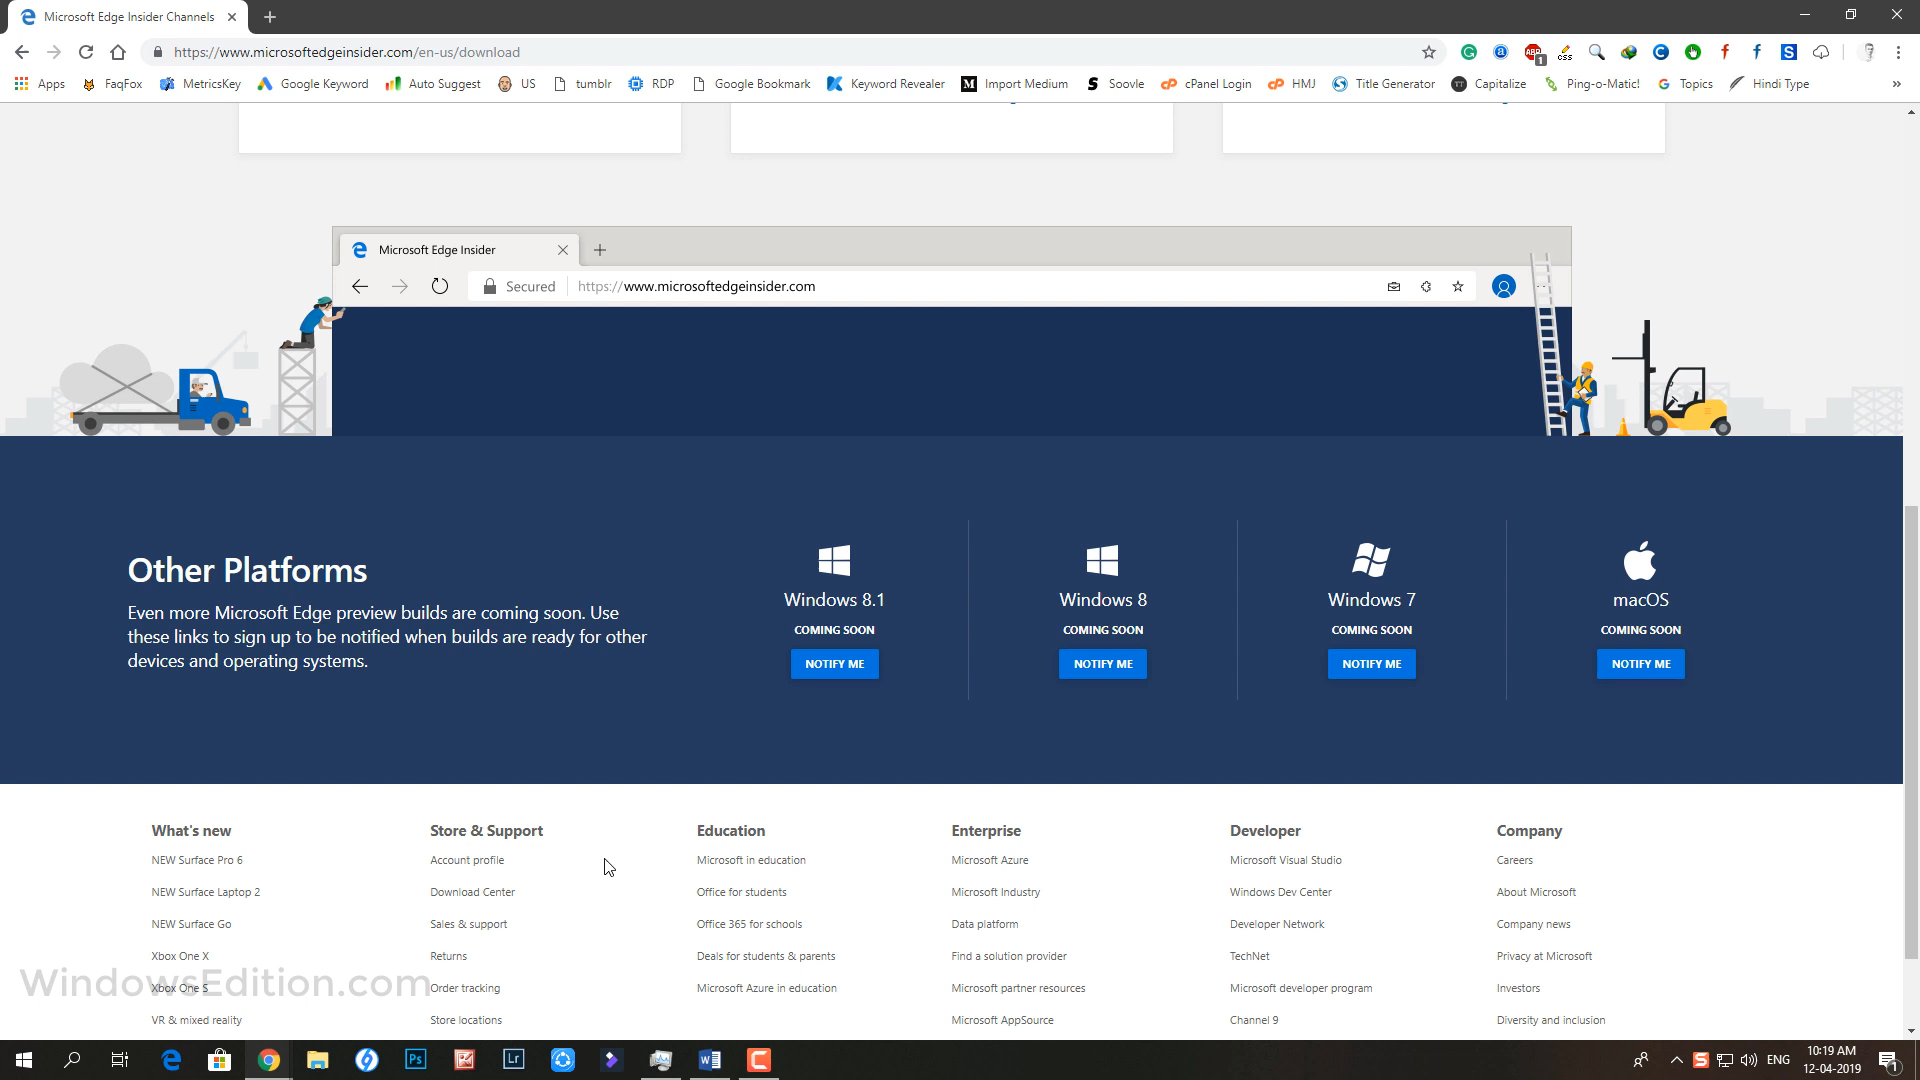 Microsoft Edge Insider Channels
https://www.microsoftedgeinsider.com/en-us/download
ABP
1
css
Apps FaqFox MetricsKey Google Keyword Auto Suggest US tumblr RDP Google Bookmark Keyword Revealer Import Medium Soovle cPanel Login HMJ Title Generator Capitalize Ping-o-Matic! Topics Hindi Type
Microsoft Edge Insider
Secured https://www.microsoftedgeinsider.com
Other Platforms
Even more Microsoft Edge preview builds are coming soon. Use
these links to sign up to be notified when builds are ready for other
devices and operating systems.
Windows 8.1
COMING SOON
NOTIFY ME
Windows 8
COMING SOON
NOTIFY ME
Windows 7
COMING SOON
NOTIFY ME
macOS
COMING SOON
NOTIFY ME
What's new
NEW Surface Pro 6
NEW Surface Laptop 2
NEW Surface Go
Xbox One X
Xbox One S
VR & mixed reality
Store & Support
Account profile
Download Center
Sales & support
Returns
Order tracking
Store locations
Education
Microsoft in education
Office for students
Office 365 for schools
Deals for students & parents
Microsoft Azure in education
Enterprise
Microsoft Azure
Microsoft Industry
Data platform
Find a solution provider
Microsoft partner resources
Microsoft AppSource
Developer
Microsoft Visual Studio
Windows Dev Center
Developer Network
TechNet
Microsoft developer program
Channel 9
Company
Careers
About Microsoft
Company news
Privacy at Microsoft
Investors
Diversity and inclusion
WindowsEdition.com
Ps
Lr
ENG
10:19 AM
12-04-2019
1